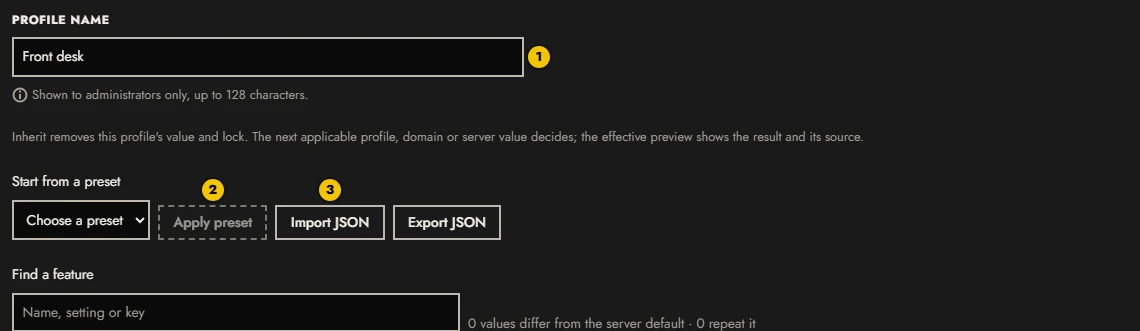 PROFILE NAME
Front desk
1
Shown to administrators only, up to 128 characters.
Inherit removes this profile's value and lock. The next applicable profile, domain or server value decides; the effective preview shows the result and its source.
Start from a preset
2
3
Choose a preset
Apply preset
Import JSON
Export JSON
Find a feature
Name, setting or key
0 values differ from the server default · 0 repeat it